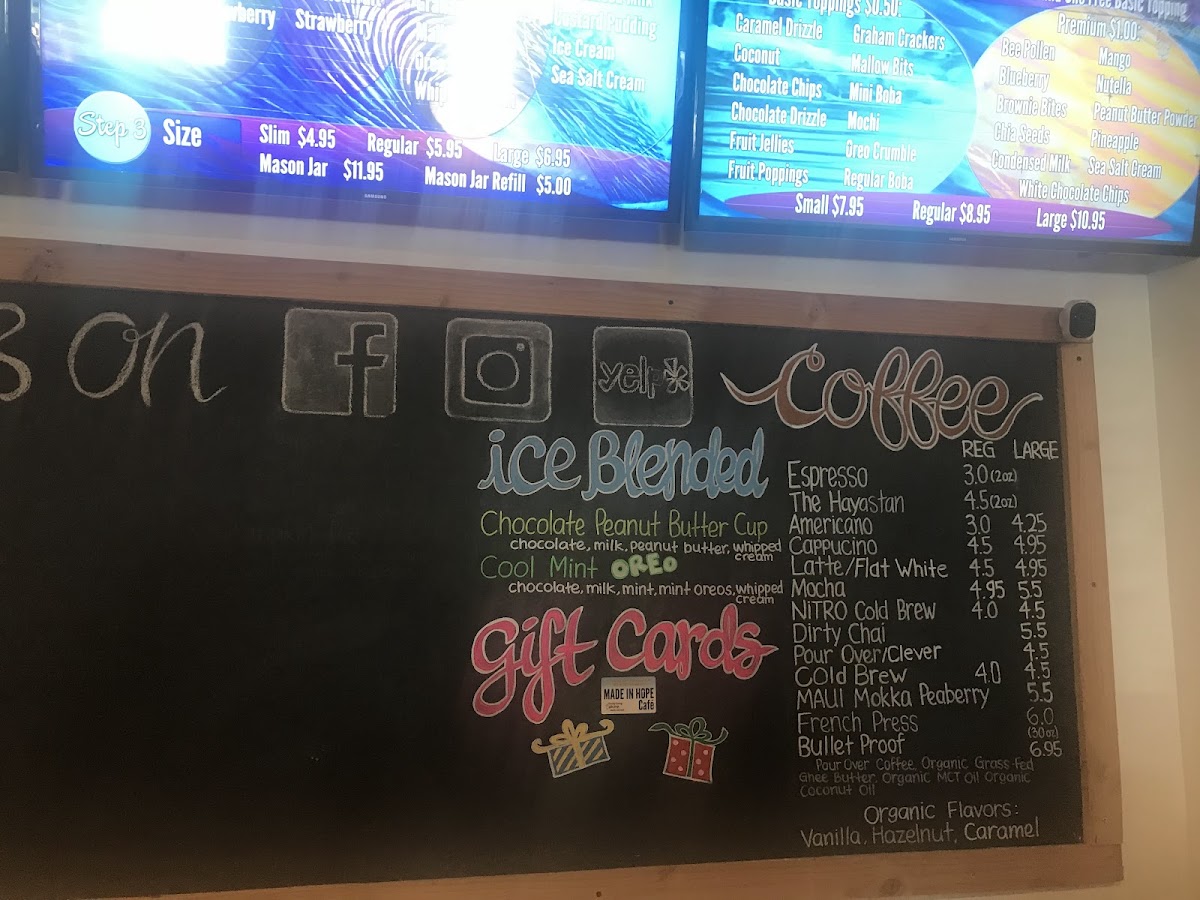 Strawberry
Pudding
Ice Cream
Sea Salt Cream
Step 3 Size
Slim $4.95 Regular $5.95 Large $6.95
Mason Jar $11.95 Mason Jar Refill $5.00
SAMSUNG
Basic Toppings $0.50:
Caramel Drizzle Graham Crackers
Coconut Mallow Bits
Chocolate Chips Mini Boba
Chocolate Drizzle Mochi
Fruit Jellies Oreo Crumble
Fruit Poppings Regular Boba
One Free Basic Topping
Premium $1.00:
Bee Pollen Mango
Blueberry Nutella
Brownie Bites Peanut Butter Powder
Chia Seeds Pineapple
Condensed Milk Sea Salt Cream
White Chocolate Chips
Small $7.95 Regular $8.95 Large $10.95
on
f
yelp
ice Blended
Chocolate Peanut Butter Cup
chocolate, milk, peanut butter, whipped
cream
Cool Mint OREO
chocolate, milk, mint, mint oreos, whipped
cream
Gift Cards
MADE IN HOPE
Café
Coffee
REG LARGE
Espresso 3.0 (2oz)
The Hayastan 4.5 (2oz)
Americano 3.0 4.25
Cappucino 4.5 4.95
Latte/Flat White 4.5 4.95
Mocha 4.95 5.5
NiTRO Cold Brew 4.0 4.5
Dirty Chai 5.5
Pour Over/Clever 4.5
Cold Brew 4.0 4.5
MAUI Mokka Peaberry 5.5
French Press 6.0
(30oz)
Bullet Proof 6.95
Pour Over Coffee, Organic Grass-Fed
Ghee Butter, Organic MCT Oil Organic
Coconut Oil
Organic Flavors:
Vanilla, Hazelnut, Caramel